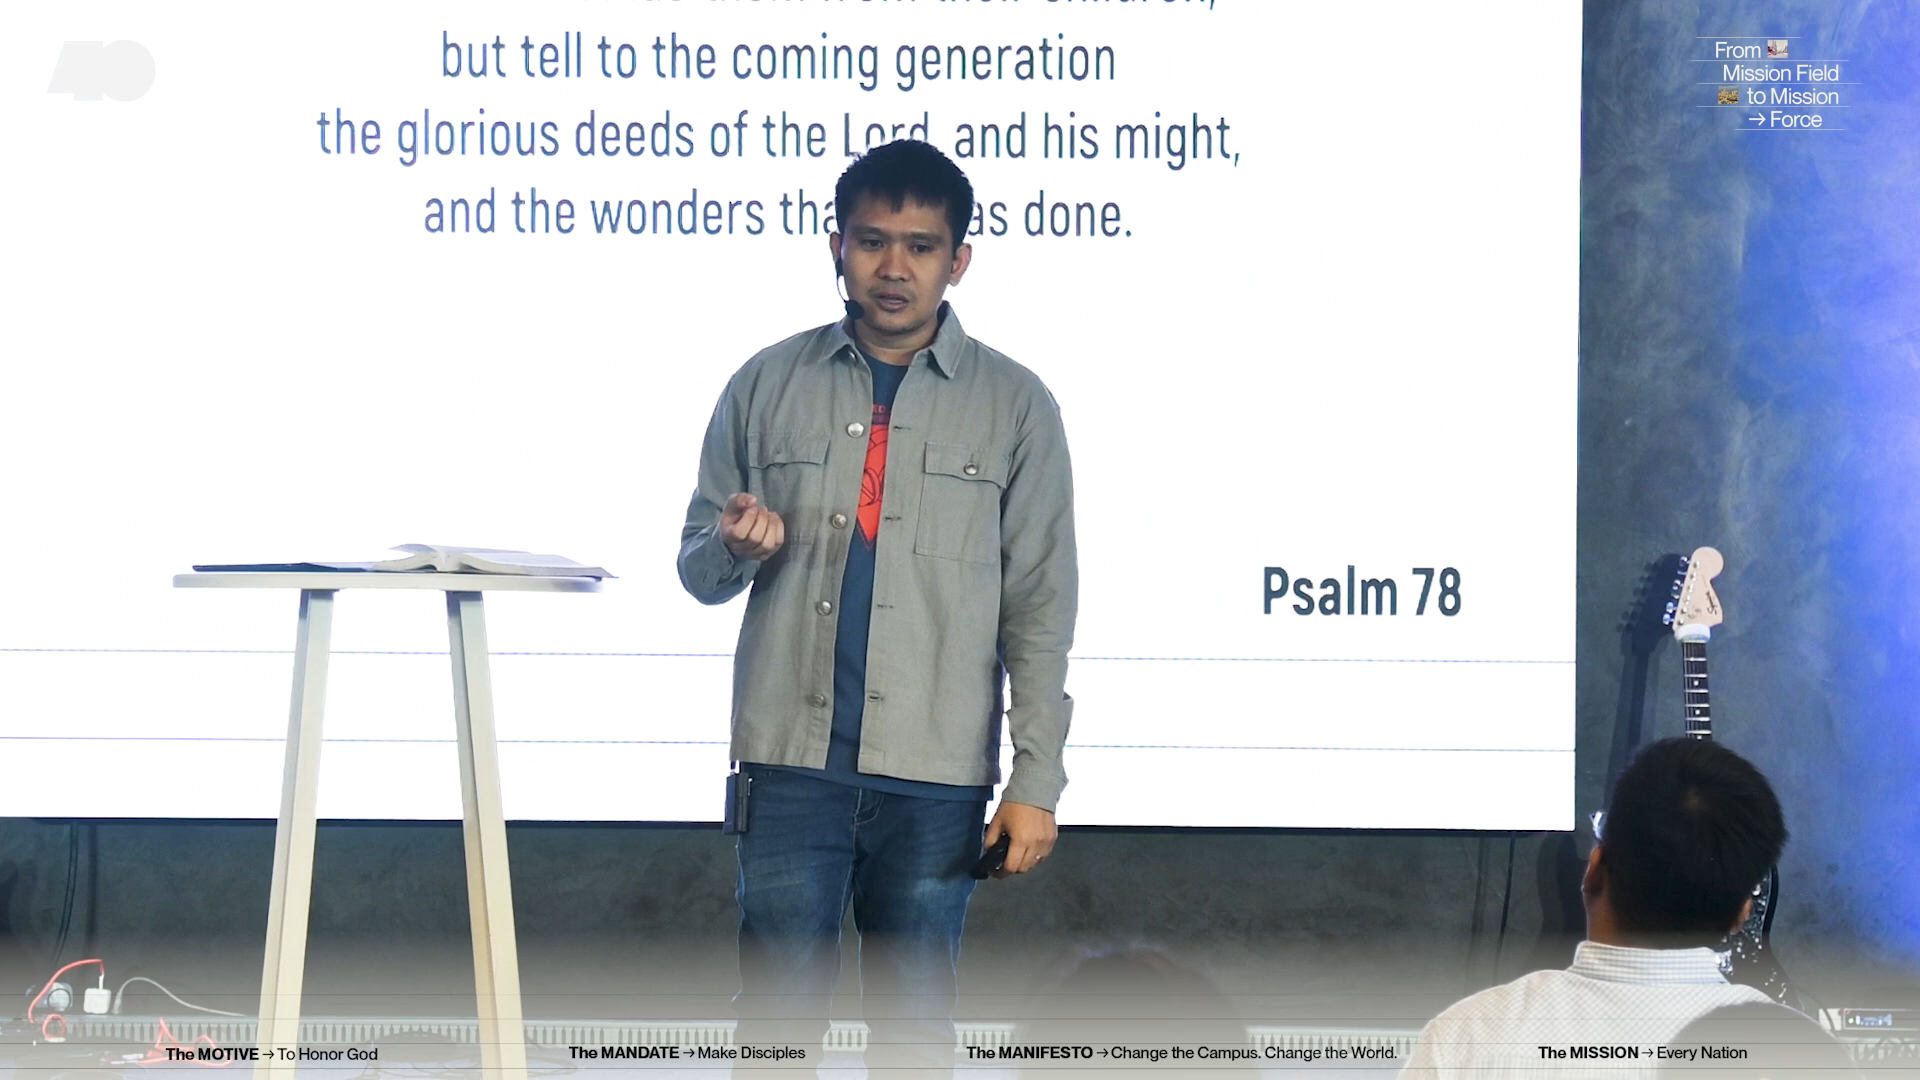 but tell to the coming generation
the glorious deeds of the Lord, and his might,
and the wonders as done.
Psalm 78
From
Mission Field
to Mission
→ Force
40
Squier
The MOTIVE → To Honor God
The MANDATE → Make Disciples
The MANIFESTO → Change the Campus. Change the World.
The MISSION → Every Nation